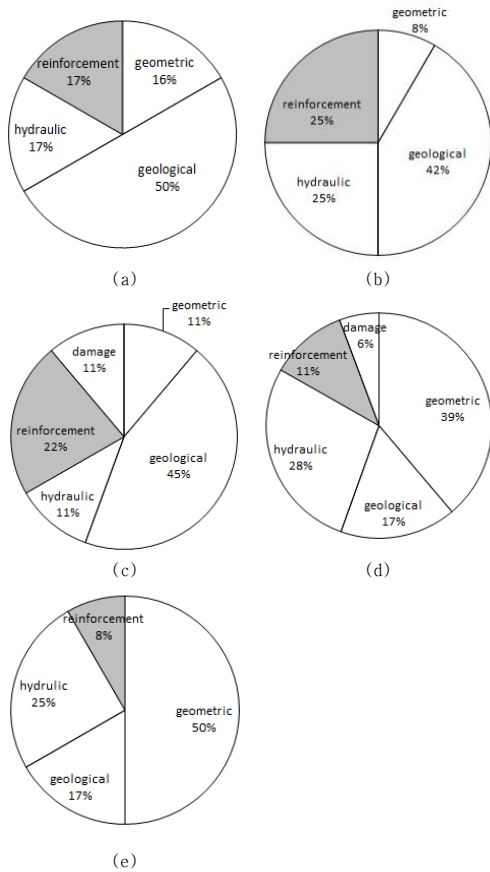 reinforcement
17%
geometric
16%
hydraulic
17%
geological
50%
(a)
geometric
8%
reinforcement
25%
geological
42%
hydraulic
25%
(b)
geometric
11%
damage
11%
reinforcement
22%
geological
45%
hydraulic
11%
(c)
damage
6%
reinforcement
11%
geometric
39%
hydraulic
28%
geological
17%
(d)
reinforcement
8%
hydrulic
25%
geometric
50%
geological
17%
(e)